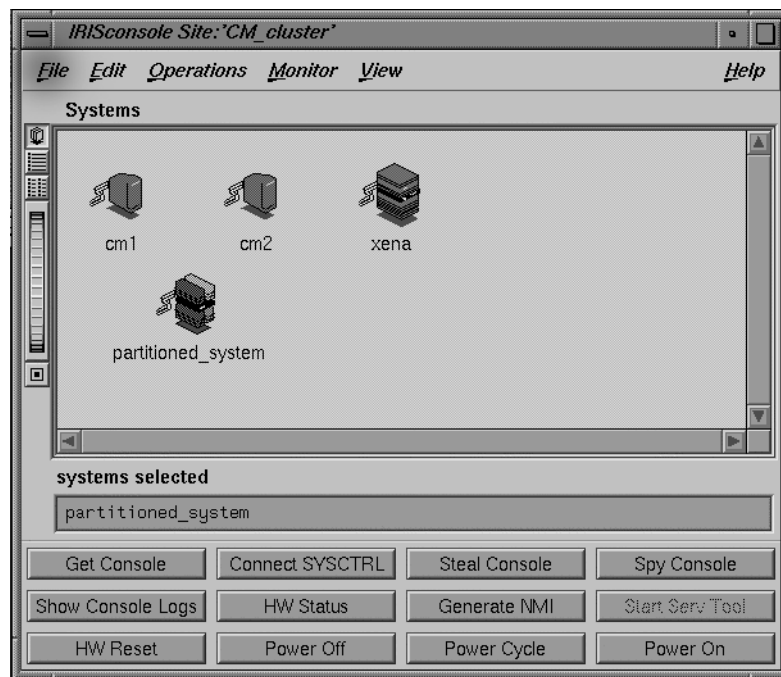 IRISconsole Site:'CM_cluster'
File Edit Operations Monitor View Help
Systems
cm1 cm2 xena
partitioned_system
systems selected
partitioned_system
Get Console Connect SYSCTRL Steal Console Spy Console
Show Console Logs HW Status Generate NMI Start Serv Tool
HW Reset Power Off Power Cycle Power On